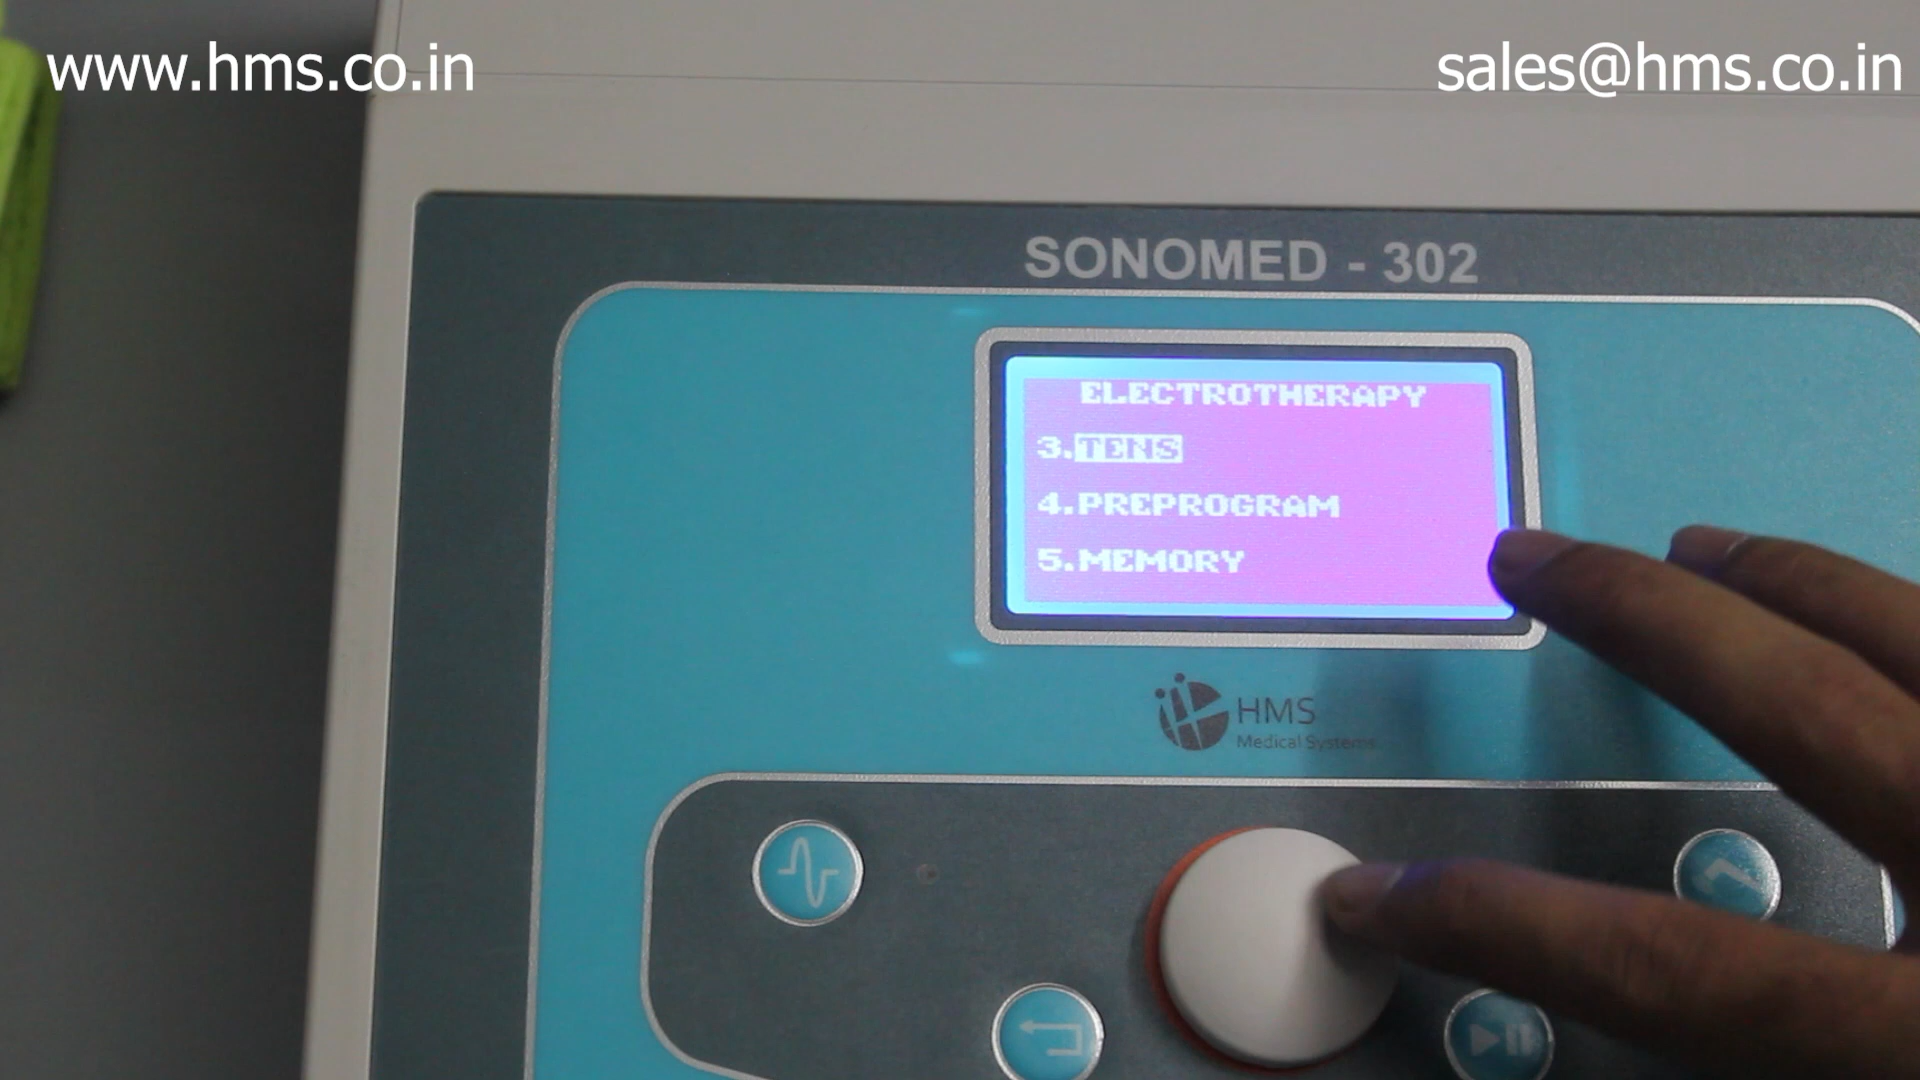 www.hms.co.in
sales@hms.co.in
SONOMED - 302
ELECTROTHERAPY
3.TENS
4.PREPROGRAM
5.MEMORY
HMS
Medical Systems